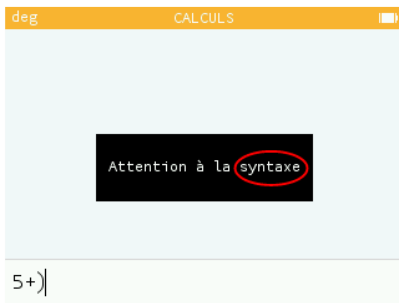 deg CALCULS
Attention à la syntaxe
5+)